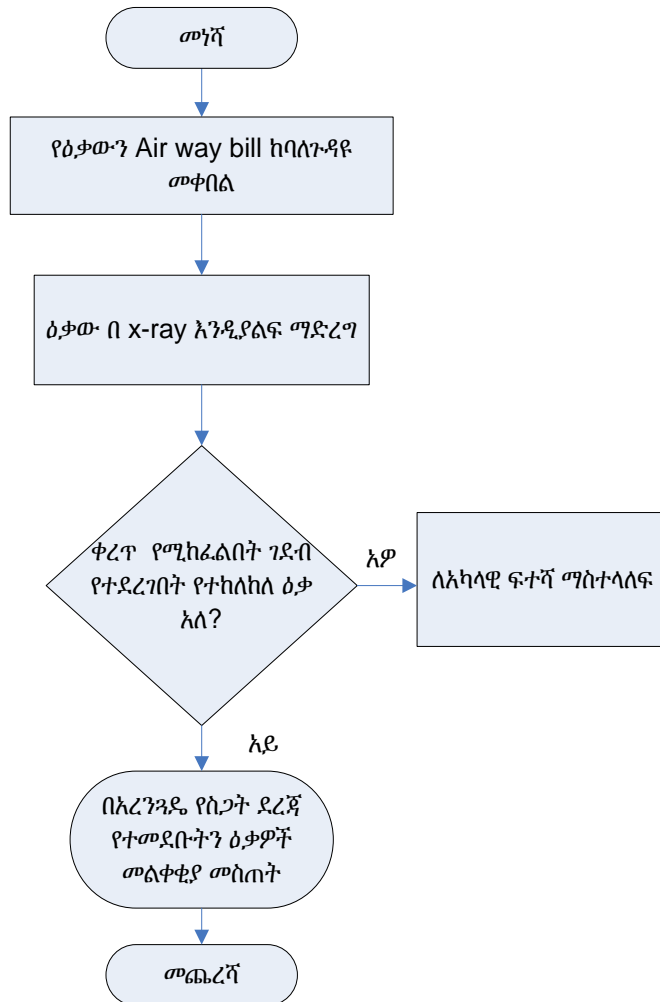 መነሻ
የዕቃውን Air way bill ከባለጉዳዩ
መቀበል
ዕቃው በ x-ray እንዲያልፍ ማድረግ
ቀረጥ የሚከፈልበት ገደብ
የተደረገበት የተከለከለ ዕቃ
አለ?
አዎ
ለአካላዊ ፍተሻ ማስተላለፍ
አይ
በአረንጓዴ የስጋት ደረጃ
የተመደቡትን ዕቃዎች
መልቀቂያ መስጠት
መጨረሻ